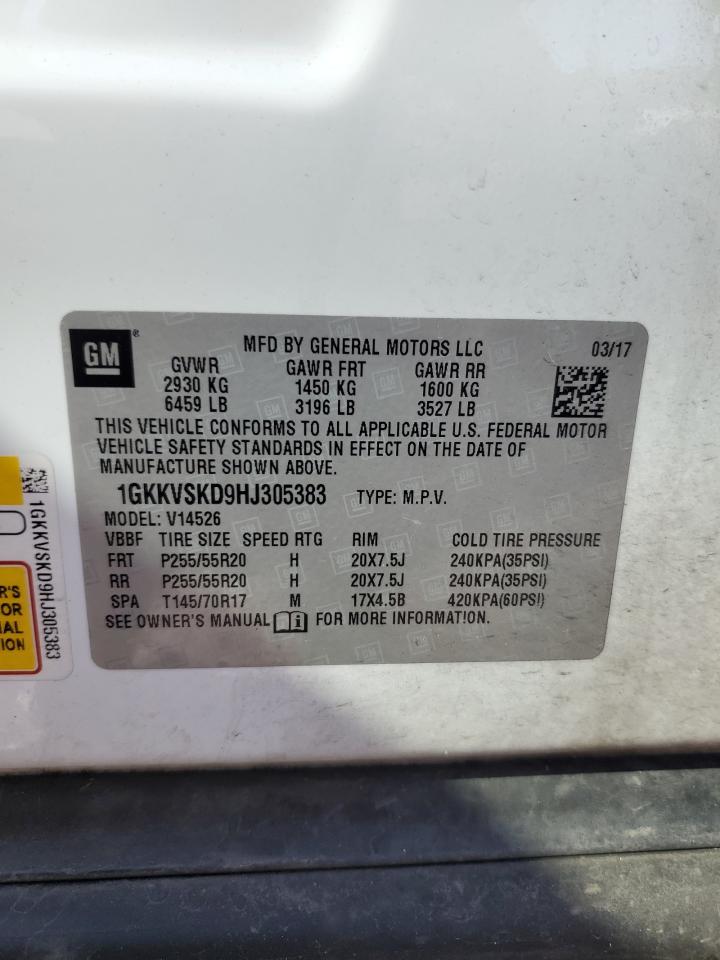 GM
MFD BY GENERAL MOTORS LLC 03/17
GVWR GAWR FRT GAWR RR
2930 KG 1450 KG 1600 KG
6459 LB 3196 LB 3527 LB
THIS VEHICLE CONFORMS TO ALL APPLICABLE U.S. FEDERAL MOTOR
VEHICLE SAFETY STANDARDS IN EFFECT ON THE DATE OF
MANUFACTURE SHOWN ABOVE.
1GKKVSKD9HJ305383 TYPE: M.P.V.
MODEL: V14526
VBBF TIRE SIZE SPEED RTG RIM COLD TIRE PRESSURE
FRT P255/55R20 H 20X7.5J 240KPA(35PSI)
RR P255/55R20 H 20X7.5J 240KPA(35PSI)
SPA T145/70R17 M 17X4.5B 420KPA(60PSI)
SEE OWNER'S MANUAL i FOR MORE INFORMATION.
1GKKVSKD9HJ305383
R'S
OR
AL
ION